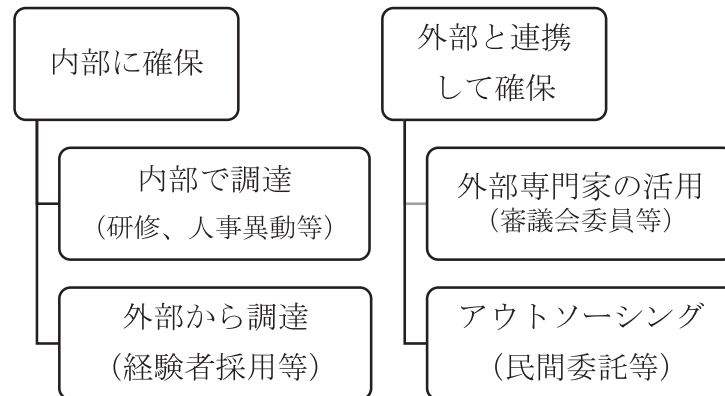 内部に確保
内部で調達
（研修、人事異動等）
外部から調達
（経験者採用等）
外部と連携
して確保
外部専門家の活用
（審議会委員等）
アウトソーシング
（民間委託等）